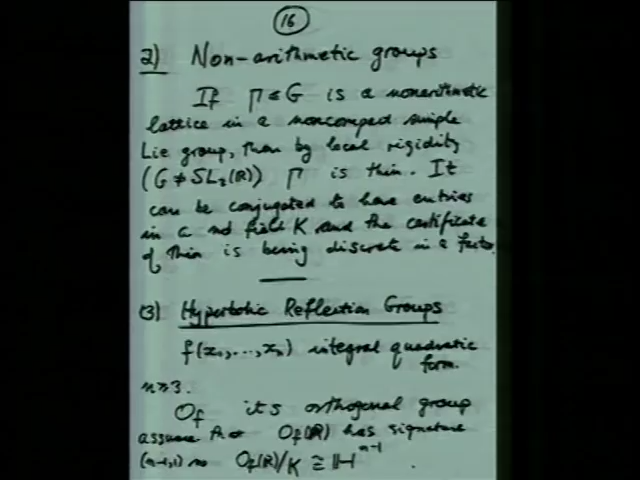 16
2) Non-arithmetic groups
If Γ ≤ G is a nonarithmetic
lattice in a noncompact simple
Lie group, then by local rigidity
(G ≠ SL₂(ℝ)) Γ is thin. It
can be conjugated to have entries
in a nd field K and the certificate
of thin is being discrete in a factor.
(3) Hyperbolic Reflection Groups
f(x₁, ..., xₙ) integral quadratic
form.
n≥3.
O_f its orthogonal group
assume that O_f(ℝ) has signature
(n-1,1) so O_f(ℝ)/K ≅ ℍⁿ⁻¹.